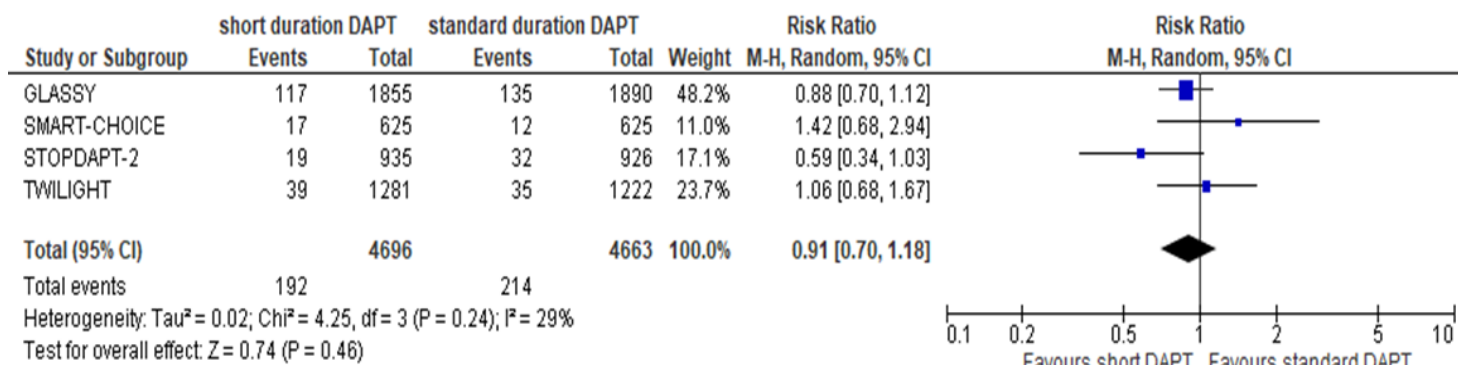 short duration DAPT standard duration DAPT Risk Ratio Risk Ratio
Study or Subgroup Events Total Events Total Weight M-H, Random, 95% CI M-H, Random, 95% CI
GLASSY 117 1855 135 1890 48.2% 0.88 [0.70, 1.12]
SMART-CHOICE 17 625 12 625 11.0% 1.42 [0.68, 2.94]
STOPDAPT-2 19 935 32 926 17.1% 0.59 [0.34, 1.03]
TWILIGHT 39 1281 35 1222 23.7% 1.06 [0.68, 1.67]
Total (95% CI) 4696 4663 100.0% 0.91 [0.70, 1.18]
Total events 192 214
Heterogeneity: Tau² = 0.02; Chi² = 4.25, df = 3 (P = 0.24); I² = 29%
Test for overall effect: Z = 0.74 (P = 0.46)
0.1 0.2 0.5 1 2 5 10
Favours short DAPT Favours standard DAPT